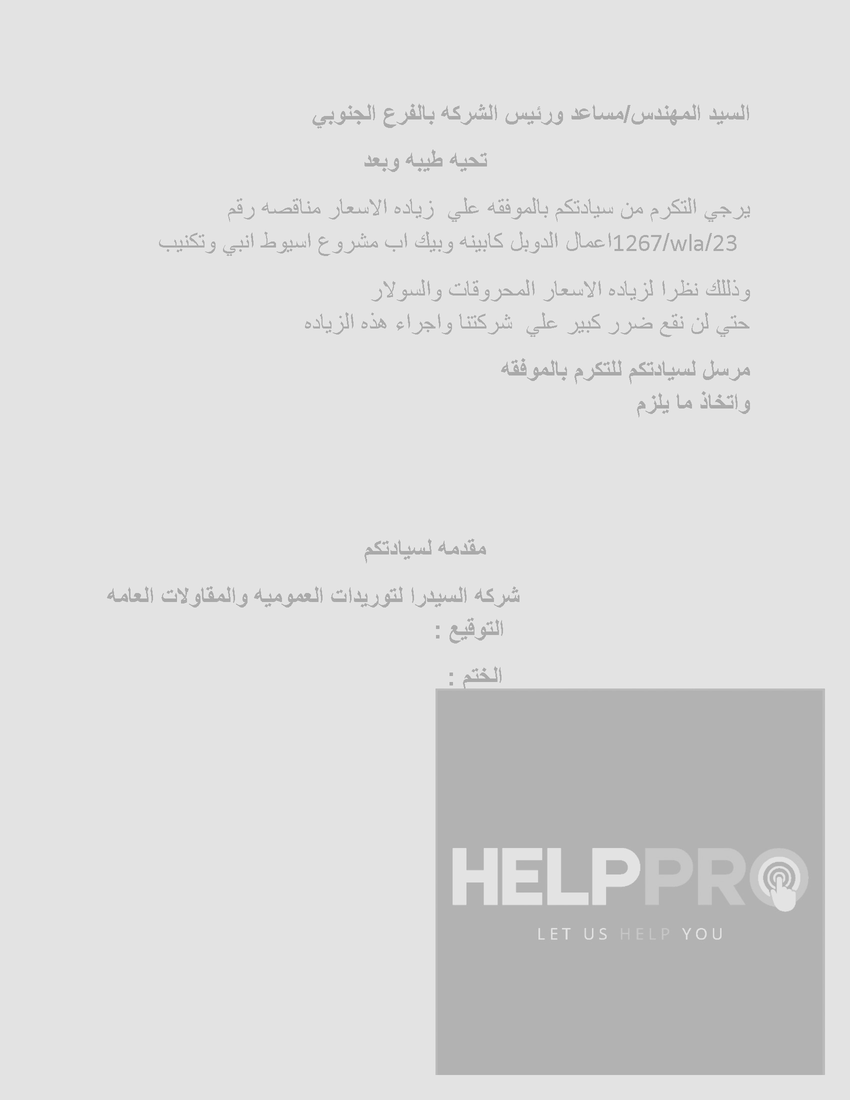 السيد المهندس/مساعد ورئيس الشركه بالفرع الجنوبي
تحيه طيبه وبعد
يرجي التكرم من سيادتكم بالموفقه علي زياده الاسعار مناقصه رقم
1267/wla/23اعمال الدوبل كابينه وبيك اب مشروع اسيوط انبي وتكنيب
وذللك نظرا لزياده الاسعار المحروقات والسولار
حتي لن نقع ضرر كبير علي شركتنا واجراء هذه الزياده
مرسل لسيادتكم للتكرم بالموفقه
واتخاذ ما يلزم
مقدمه لسيادتكم
شركه السيدرا لتوريدات العموميه والمقاولات العامه
التوقيع :
الختم :
HELPPRO
LET US HELP YOU